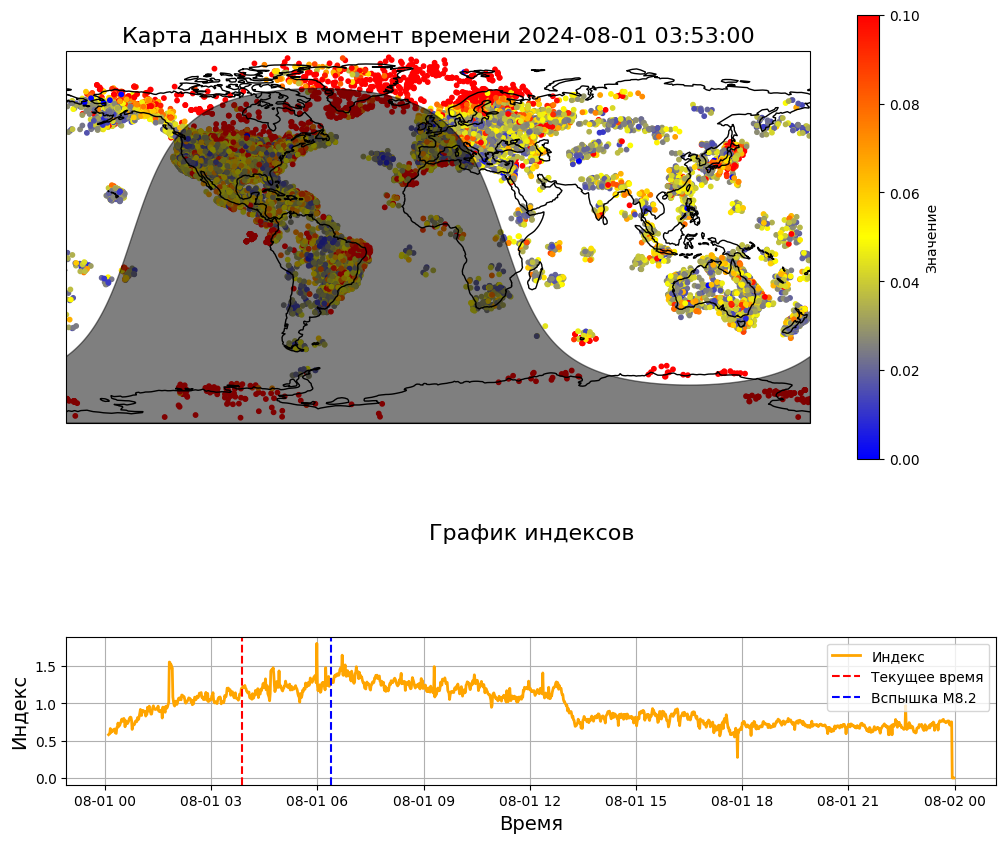 Карта данных в момент времени 2024-08-01 03:53:00
0.10
0.08
0.06
0.04
0.02
0.00
Значение
График индексов
Индекс
1.5
1.0
0.5
0.0
Индекс
Текущее время
Вспышка M8.2
08-01 00
08-01 03
08-01 06
08-01 09
08-01 12
08-01 15
08-01 18
08-01 21
08-02 00
Время